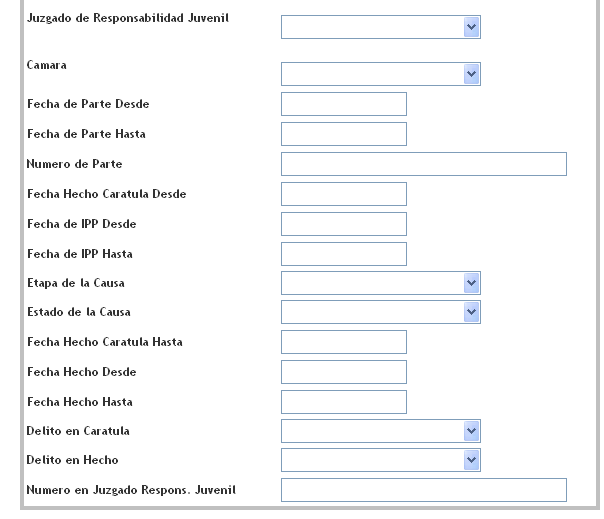 Juzgado de Responsabilidad Juvenil
Camara
Fecha de Parte Desde
Fecha de Parte Hasta
Numero de Parte
Fecha Hecho Caratula Desde
Fecha de IPP Desde
Fecha de IPP Hasta
Etapa de la Causa
Estado de la Causa
Fecha Hecho Caratula Hasta
Fecha Hecho Desde
Fecha Hecho Hasta
Delito en Caratula
Delito en Hecho
Numero en Juzgado Respons. Juvenil